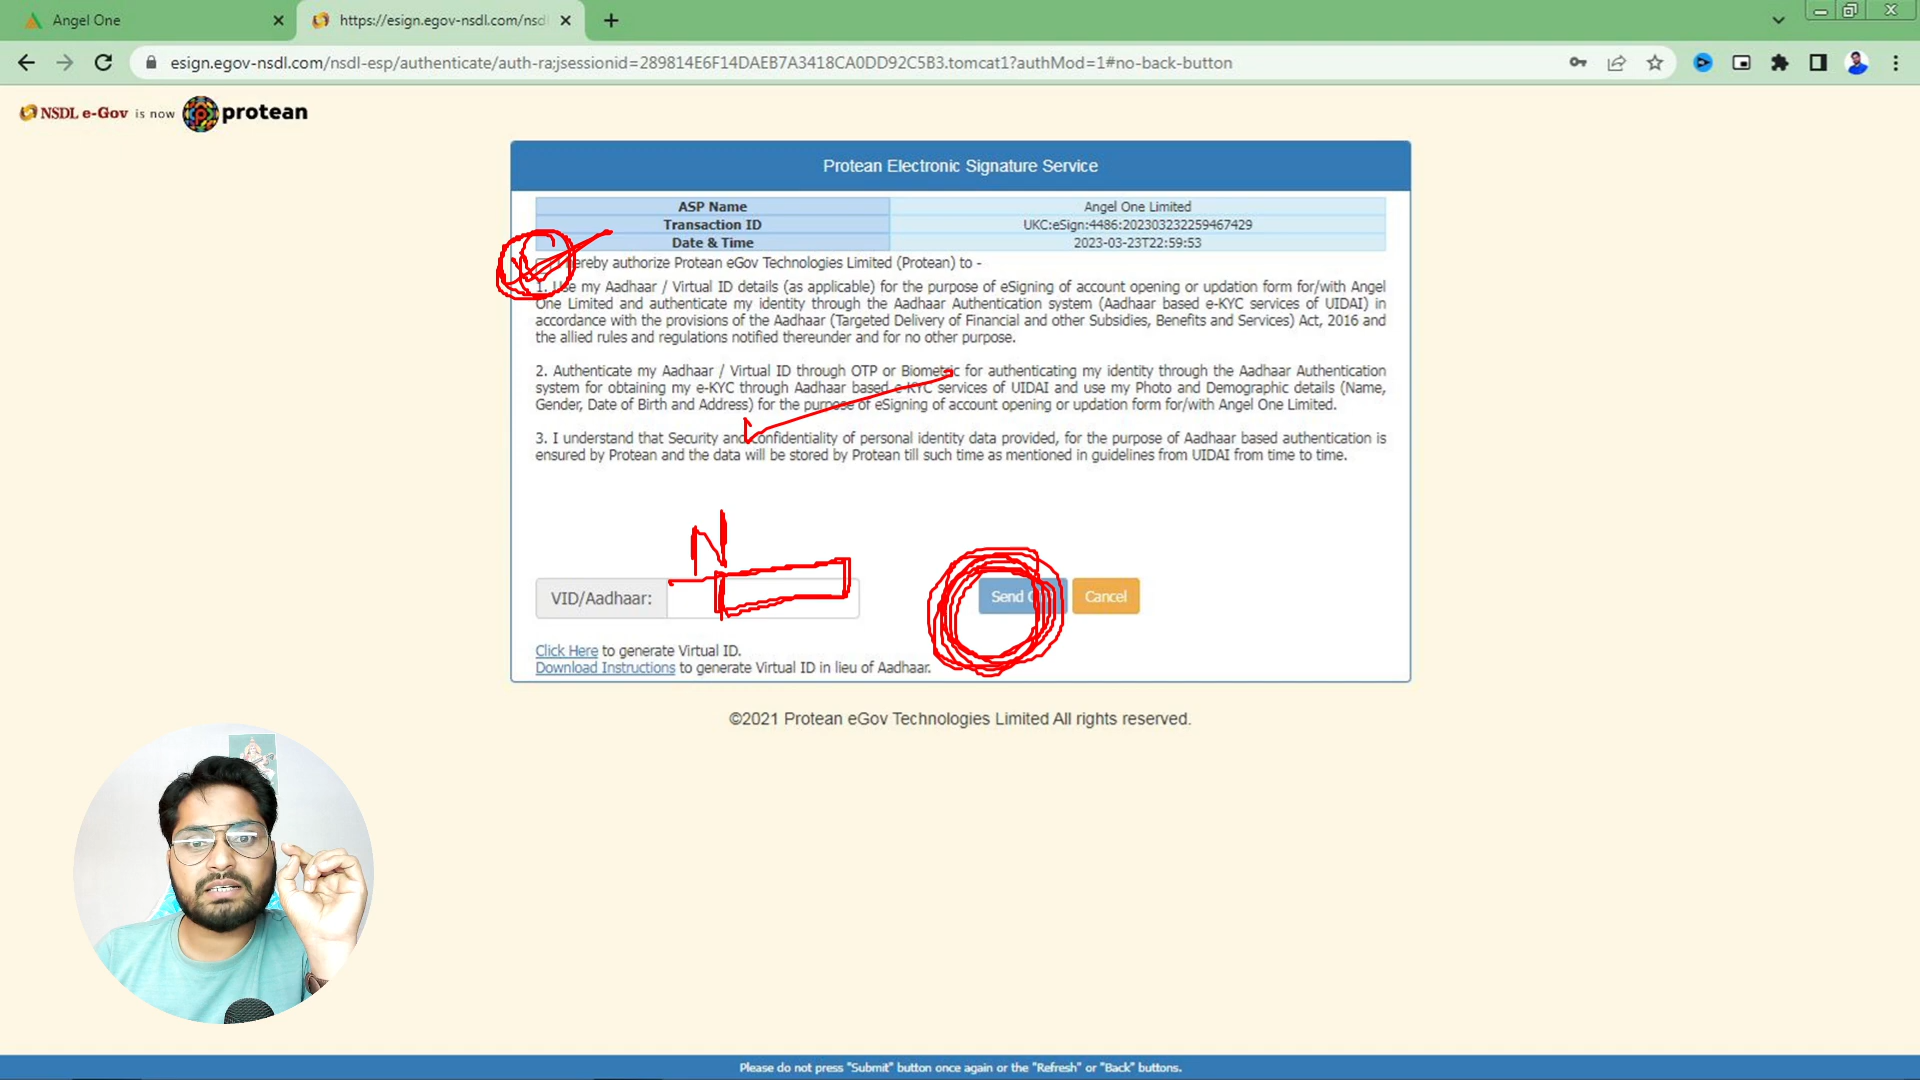 Angel One
https://esign.egov-nsdl.com/nsdl
esign.egov-nsdl.com/nsdl-esp/authenticate/auth-ra;jsessionid=289814E6F14DAEB7A3418CA0DD92C5B3.tomcat1?authMod=1#no-back-button
NSDL e-Gov is now protean
Protean Electronic Signature Service
ASP Name Angel One Limited
Transaction ID UKC:eSign:4486:202303232259467429
Date & Time 2023-03-23T22:59:53
hereby authorize Protean eGov Technologies Limited (Protean) to -
1. Use my Aadhaar / Virtual ID details (as applicable) for the purpose of eSigning of account opening or updation form for/with Angel
One Limited and authenticate my identity through the Aadhaar Authentication system (Aadhaar based e-KYC services of UIDAI) in
accordance with the provisions of the Aadhaar (Targeted Delivery of Financial and other Subsidies, Benefits and Services) Act, 2016 and
the allied rules and regulations notified thereunder and for no other purpose.
2. Authenticate my Aadhaar / Virtual ID through OTP or Biometric for authenticating my identity through the Aadhaar Authentication
system for obtaining my e-KYC through Aadhaar based e-KYC services of UIDAI and use my Photo and Demographic details (Name,
Gender, Date of Birth and Address) for the purpose of eSigning of account opening or updation form for/with Angel One Limited.
3. I understand that Security and confidentiality of personal identity data provided, for the purpose of Aadhaar based authentication is
ensured by Protean and the data will be stored by Protean till such time as mentioned in guidelines from UIDAI from time to time.
N
VID/Aadhaar: Send Cancel
Click Here to generate Virtual ID.
Download Instructions to generate Virtual ID in lieu of Aadhaar.
©2021 Protean eGov Technologies Limited All rights reserved.
Please do not press "Submit" button once again or the "Refresh" or "Back" buttons.